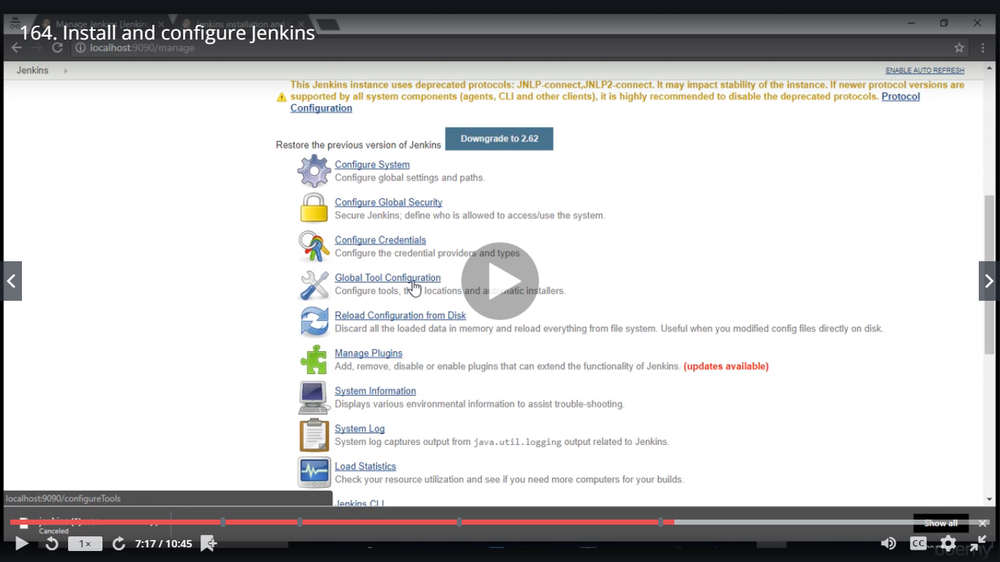 Manage Jenkins [Jenkins
Jenkins installation and
164. Install and configure Jenkins
localhost:9090/manage
Jenkins
ENABLE AUTO REFRESH
This Jenkins instance uses deprecated protocols: JNLP-connect,JNLP2-connect. It may impact stability of the instance. If newer protocol versions are
supported by all system components (agents, CLI and other clients), it is highly recommended to disable the deprecated protocols. Protocol
Configuration
Restore the previous version of Jenkins
Downgrade to 2.62
Configure System
Configure global settings and paths.
Configure Global Security
Secure Jenkins; define who is allowed to access/use the system.
Configure Credentials
Configure the credential providers and types
Global Tool Configuration
Configure tools, locations and automatic installers.
Reload Configuration from Disk
Discard all the loaded data in memory and reload everything from file system. Useful when you modified config files directly on disk.
Manage Plugins
Add, remove, disable or enable plugins that can extend the functionality of Jenkins. (updates available)
System Information
Displays various environmental information to assist trouble-shooting.
System Log
System log captures output from java.util.logging output related to Jenkins.
Load Statistics
Check your resource utilization and see if you need more computers for your builds.
Jenkins CLI
localhost:9090/configureTools
Canceled
Show all
1×
7:17 / 10:45
CC
udemy